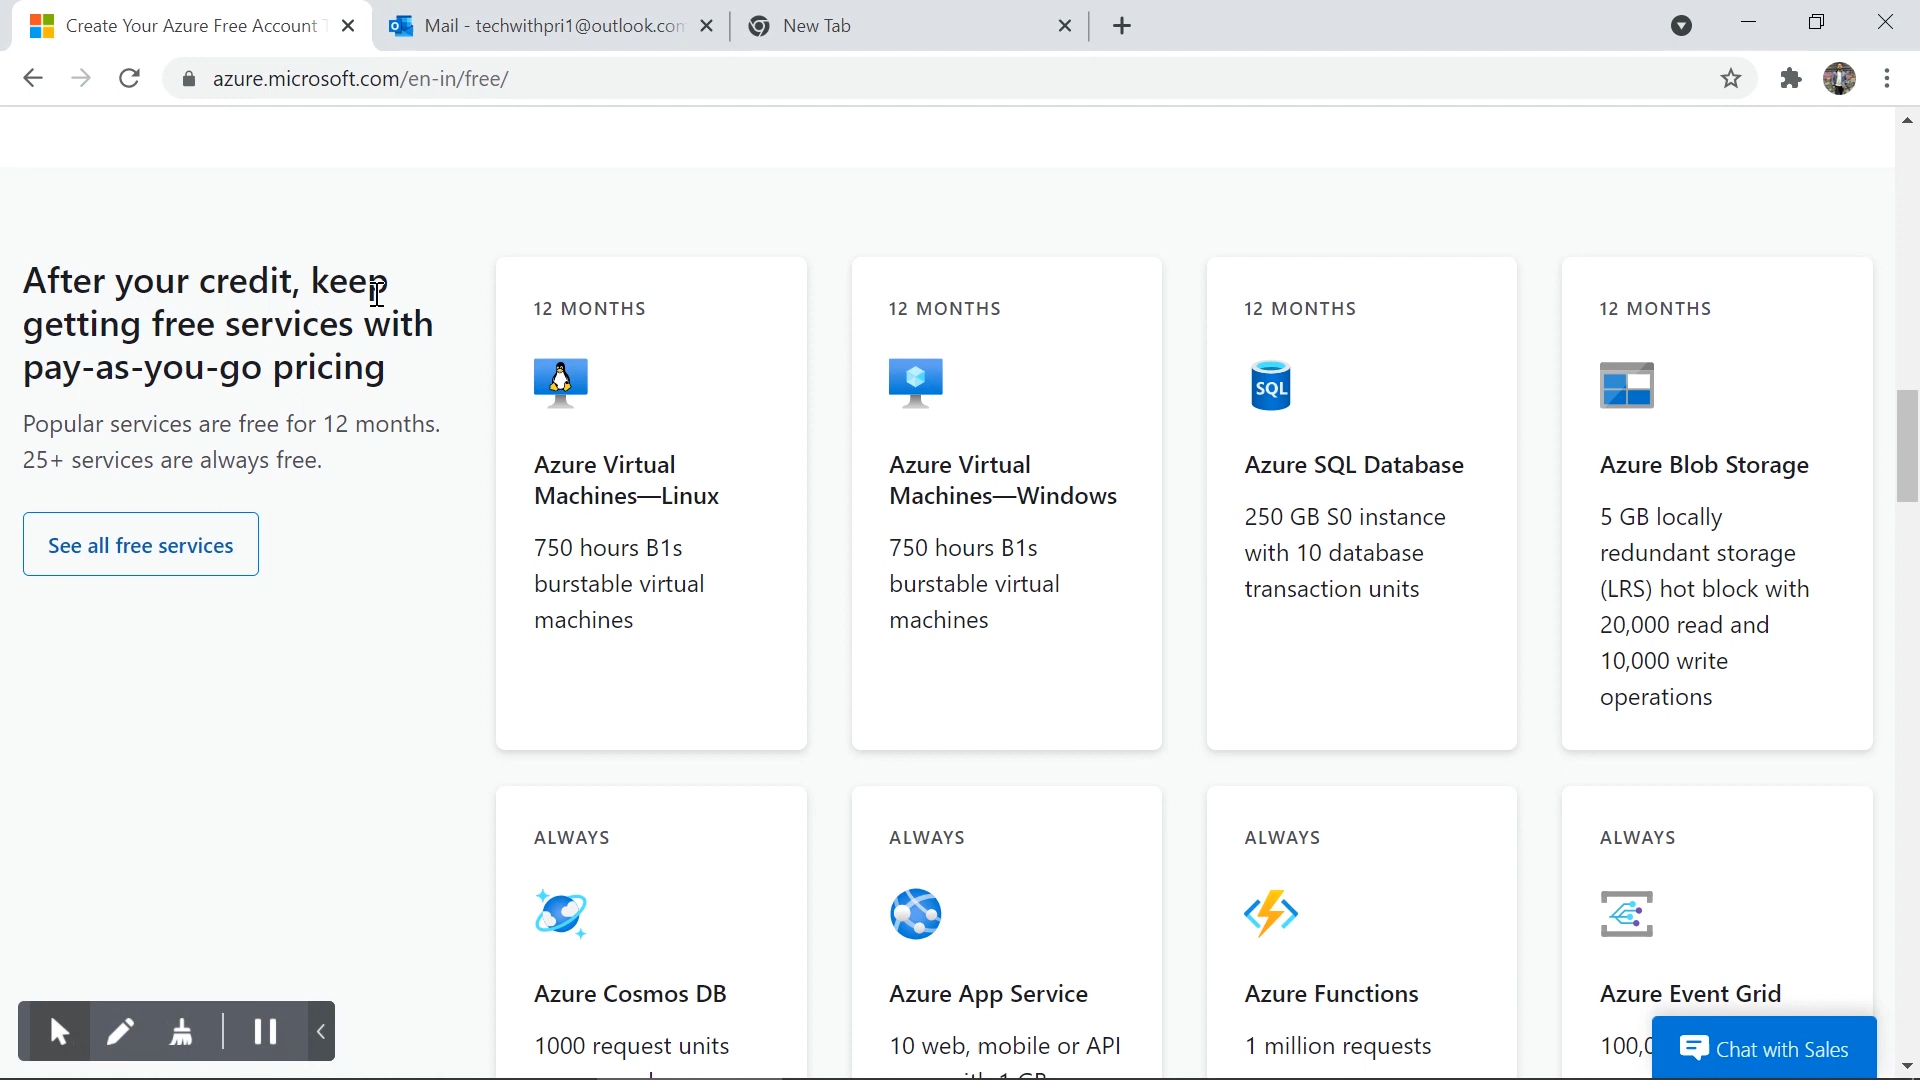 Create Your Azure Free Account
Mail - techwithpri1@outlook.com
New Tab
azure.microsoft.com/en-in/free/
After your credit, keep
getting free services with
pay-as-you-go pricing
Popular services are free for 12 months.
25+ services are always free.
See all free services
12 MONTHS
Azure Virtual
Machines—Linux
750 hours B1s
burstable virtual
machines
12 MONTHS
Azure Virtual
Machines—Windows
750 hours B1s
burstable virtual
machines
12 MONTHS
SQL
Azure SQL Database
250 GB S0 instance
with 10 database
transaction units
12 MONTHS
Azure Blob Storage
5 GB locally
redundant storage
(LRS) hot block with
20,000 read and
10,000 write
operations
ALWAYS
Azure Cosmos DB
1000 request units
ALWAYS
Azure App Service
10 web, mobile or API
ALWAYS
Azure Functions
1 million requests
ALWAYS
Azure Event Grid
Chat with Sales